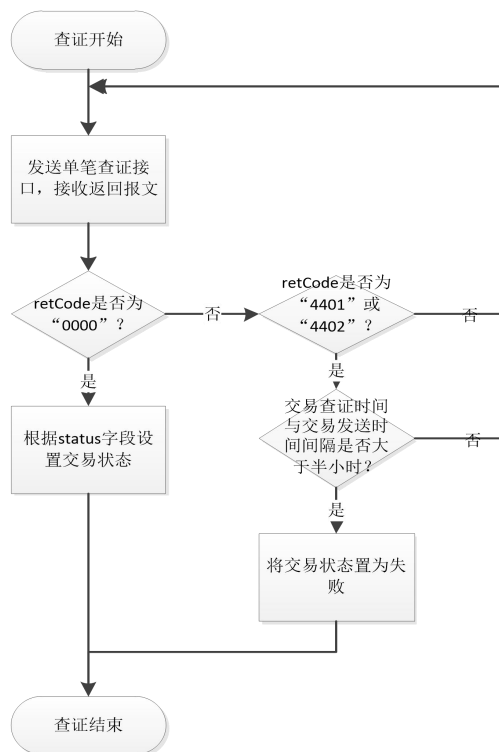 查证开始
发送单笔查证接
口，接收返回报文
retCode是否为
“0000”？
否
retCode是否为
“4401”或
“4402”？
否
是
是
根据status字段设
置交易状态
交易查证时间
与交易发送时
间间隔是否大
于半小时？
否
是
将交易状态置为失
败
查证结束